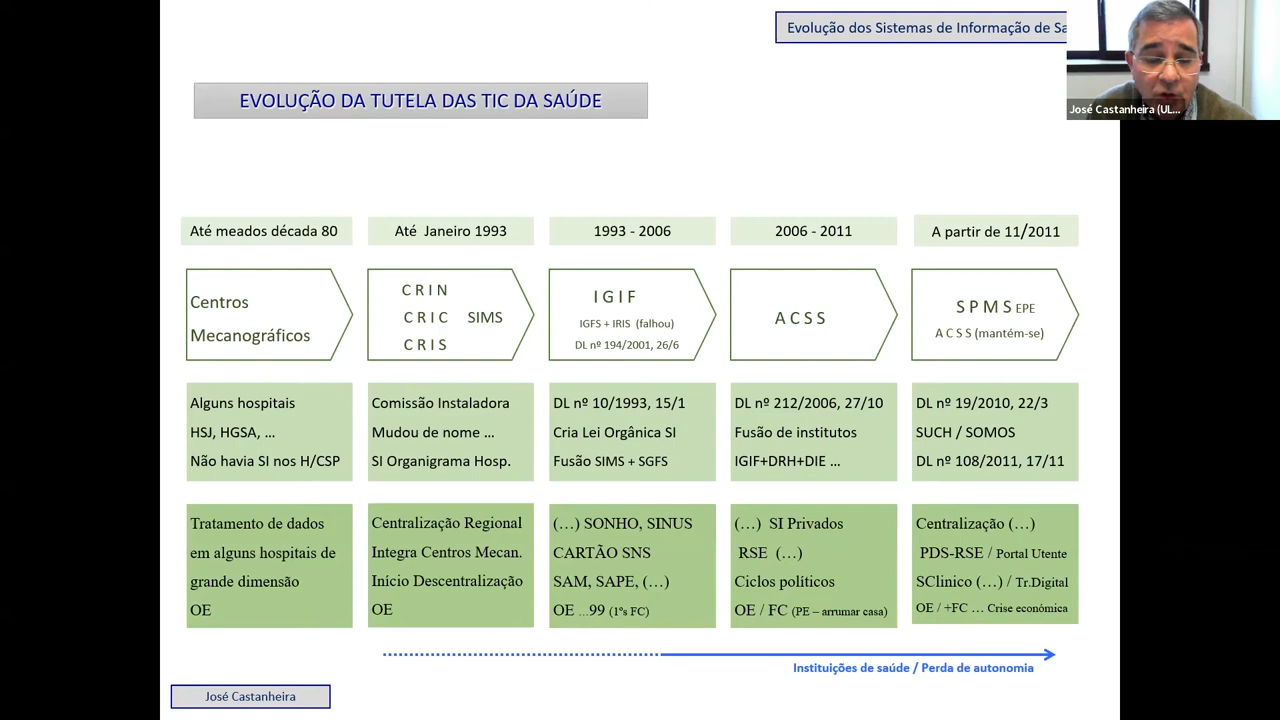 Evolução dos Sistemas de Informação de Sa
José Castanheira (UL...
EVOLUÇÃO DA TUTELA DAS TIC DA SAÚDE
Até meados década 80
Até Janeiro 1993
1993 - 2006
2006 - 2011
A partir de 11/2011
Centros
Mecanográficos
C R I N
C R I C SIMS
C R I S
I G I F
IGFS + IRIS (falhou)
DL nº 194/2001, 26/6
A C S S
S P M S EPE
A C S S (mantém-se)
Alguns hospitais
HSJ, HGSA, ...
Não havia SI nos H/CSP
Comissão Instaladora
Mudou de nome ...
SI Organigrama Hosp.
DL nº 10/1993, 15/1
Cria Lei Orgânica SI
Fusão SIMS + SGFS
DL nº 212/2006, 27/10
Fusão de institutos
IGIF+DRH+DIE ...
DL nº 19/2010, 22/3
SUCH / SOMOS
DL nº 108/2011, 17/11
Tratamento de dados
em alguns hospitais de
grande dimensão
OE
Centralização Regional
Integra Centros Mecan.
Início Descentralização
OE
(...) SONHO, SINUS
CARTÃO SNS
SAM, SAPE, (...)
OE ...99 (1ºs FC)
(...) SI Privados
RSE (...)
Ciclos políticos
OE / FC (PE – arrumar casa)
Centralização (...)
PDS-RSE / Portal Utente
SClinico (...) / Tr.Digital
OE / +FC ... Crise económica
Instituições de saúde / Perda de autonomia
José Castanheira